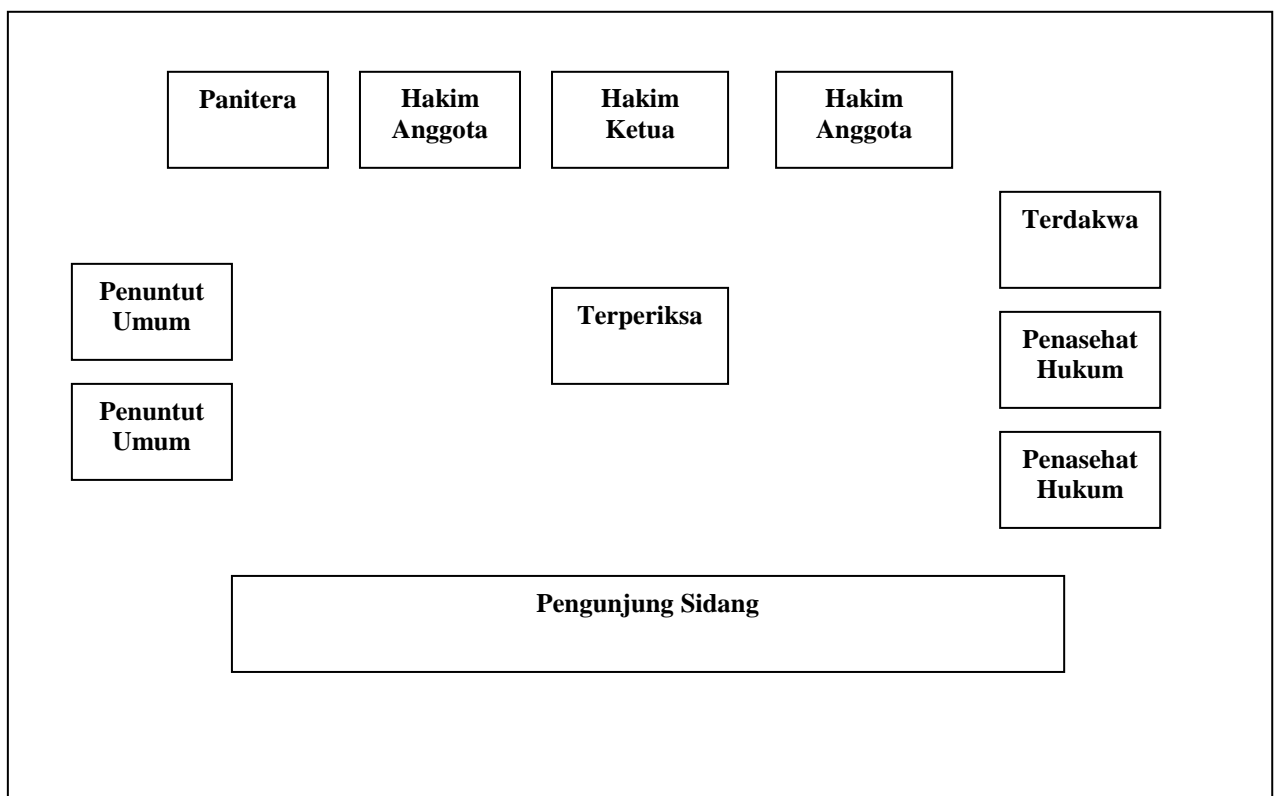 Panitera
Hakim
Anggota
Hakim
Ketua
Hakim
Anggota
Terdakwa
Penuntut
Umum
Terperiksa
Penasehat
Hukum
Penuntut
Umum
Penasehat
Hukum
Pengunjung Sidang